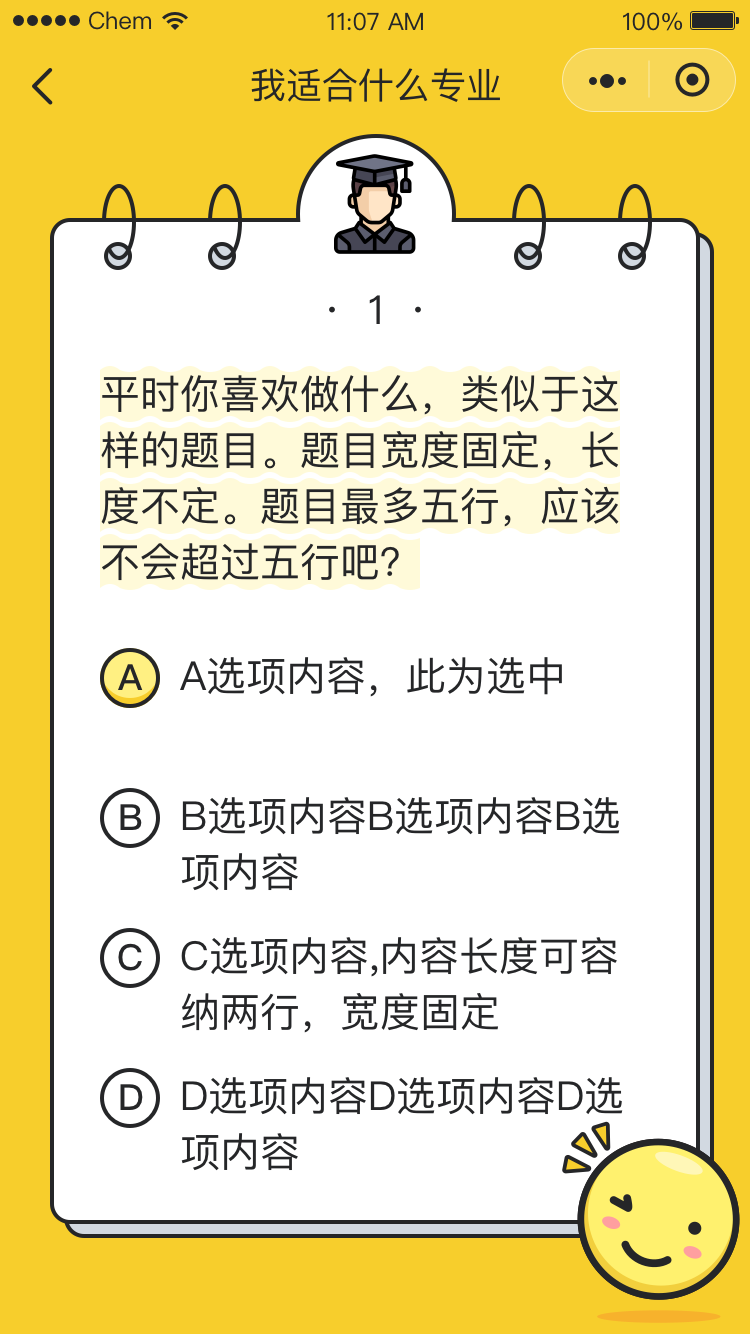 Chem 11:07 AM 100%
我适合什么专业
· 1 ·
平时你喜欢做什么，类似于这
样的题目。题目宽度固定，长
度不定。题目最多五行，应该
不会超过五行吧？
A A选项内容，此为选中
B B选项内容B选项内容B选
项内容
C C选项内容,内容长度可容
纳两行，宽度固定
D D选项内容D选项内容D选
项内容